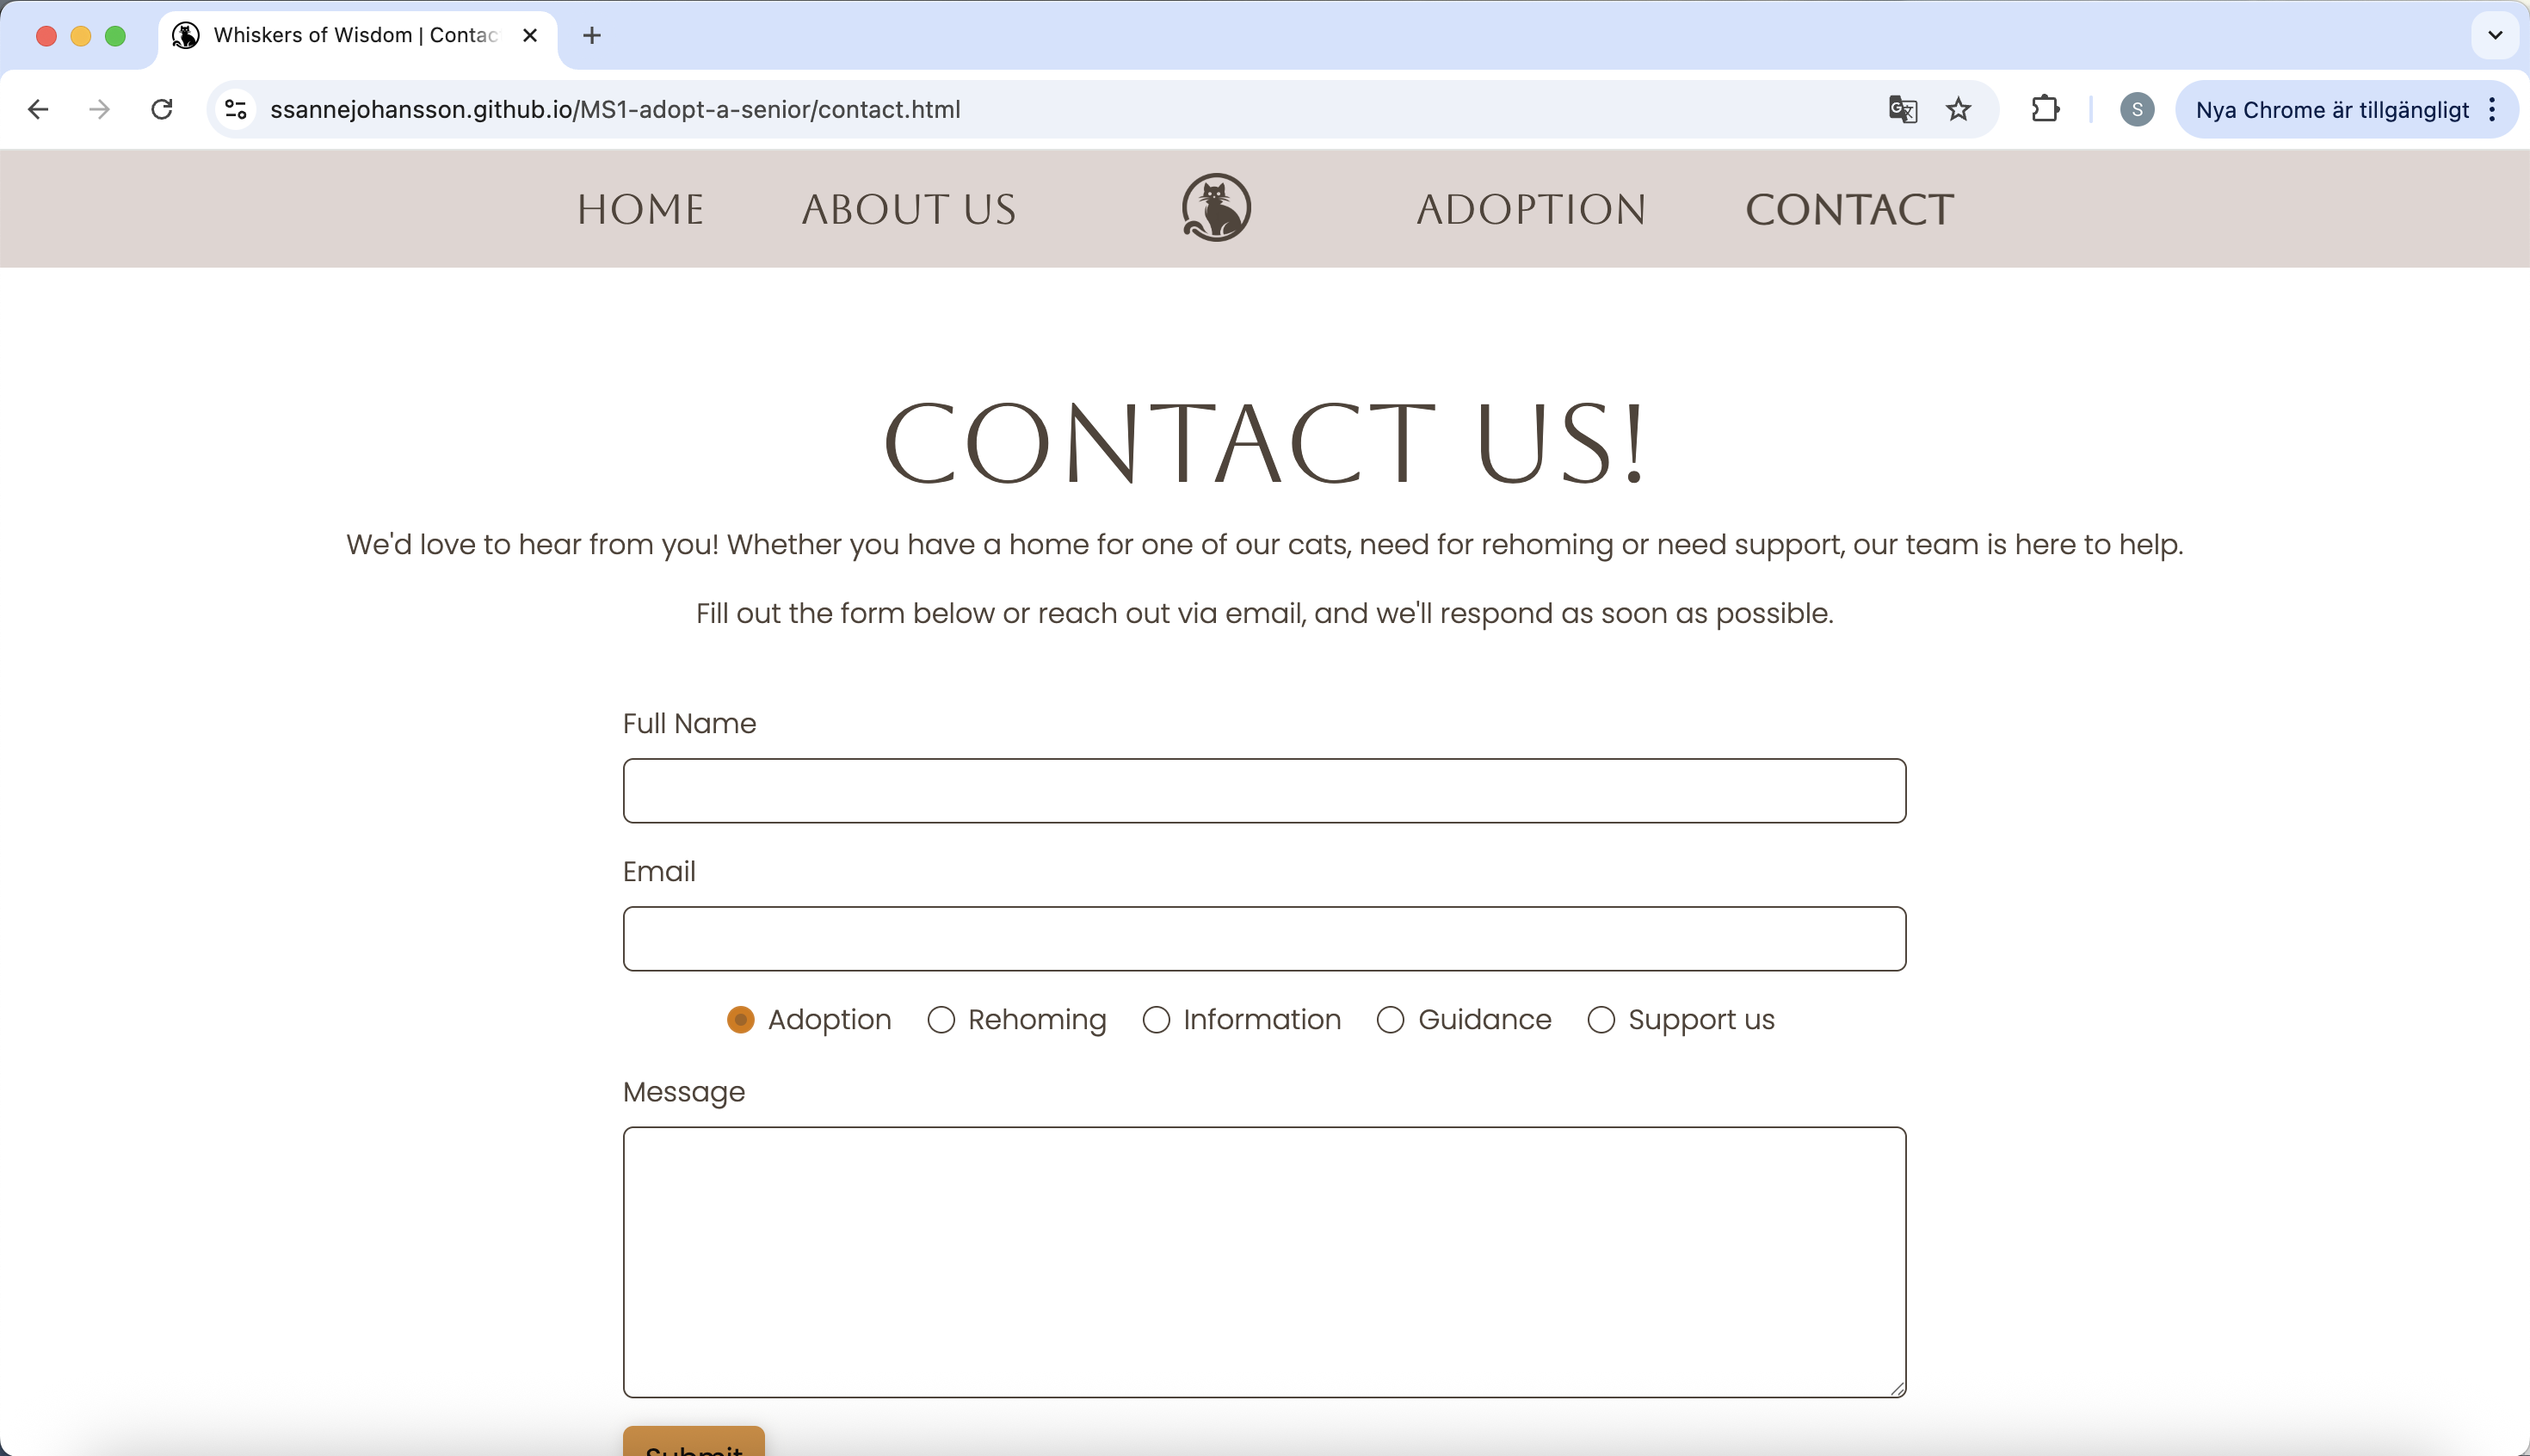 Whiskers of Wisdom | Contac
ssannejohansson.github.io/MS1-adopt-a-senior/contact.html
S
Nya Chrome är tillgängligt
HOME ABOUT US ADOPTION CONTACT
CONTACT US!
We'd love to hear from you! Whether you have a home for one of our cats, need for rehoming or need support, our team is here to help.
Fill out the form below or reach out via email, and we'll respond as soon as possible.
Full Name
Email
Adoption Rehoming Information Guidance Support us
Message
Submit